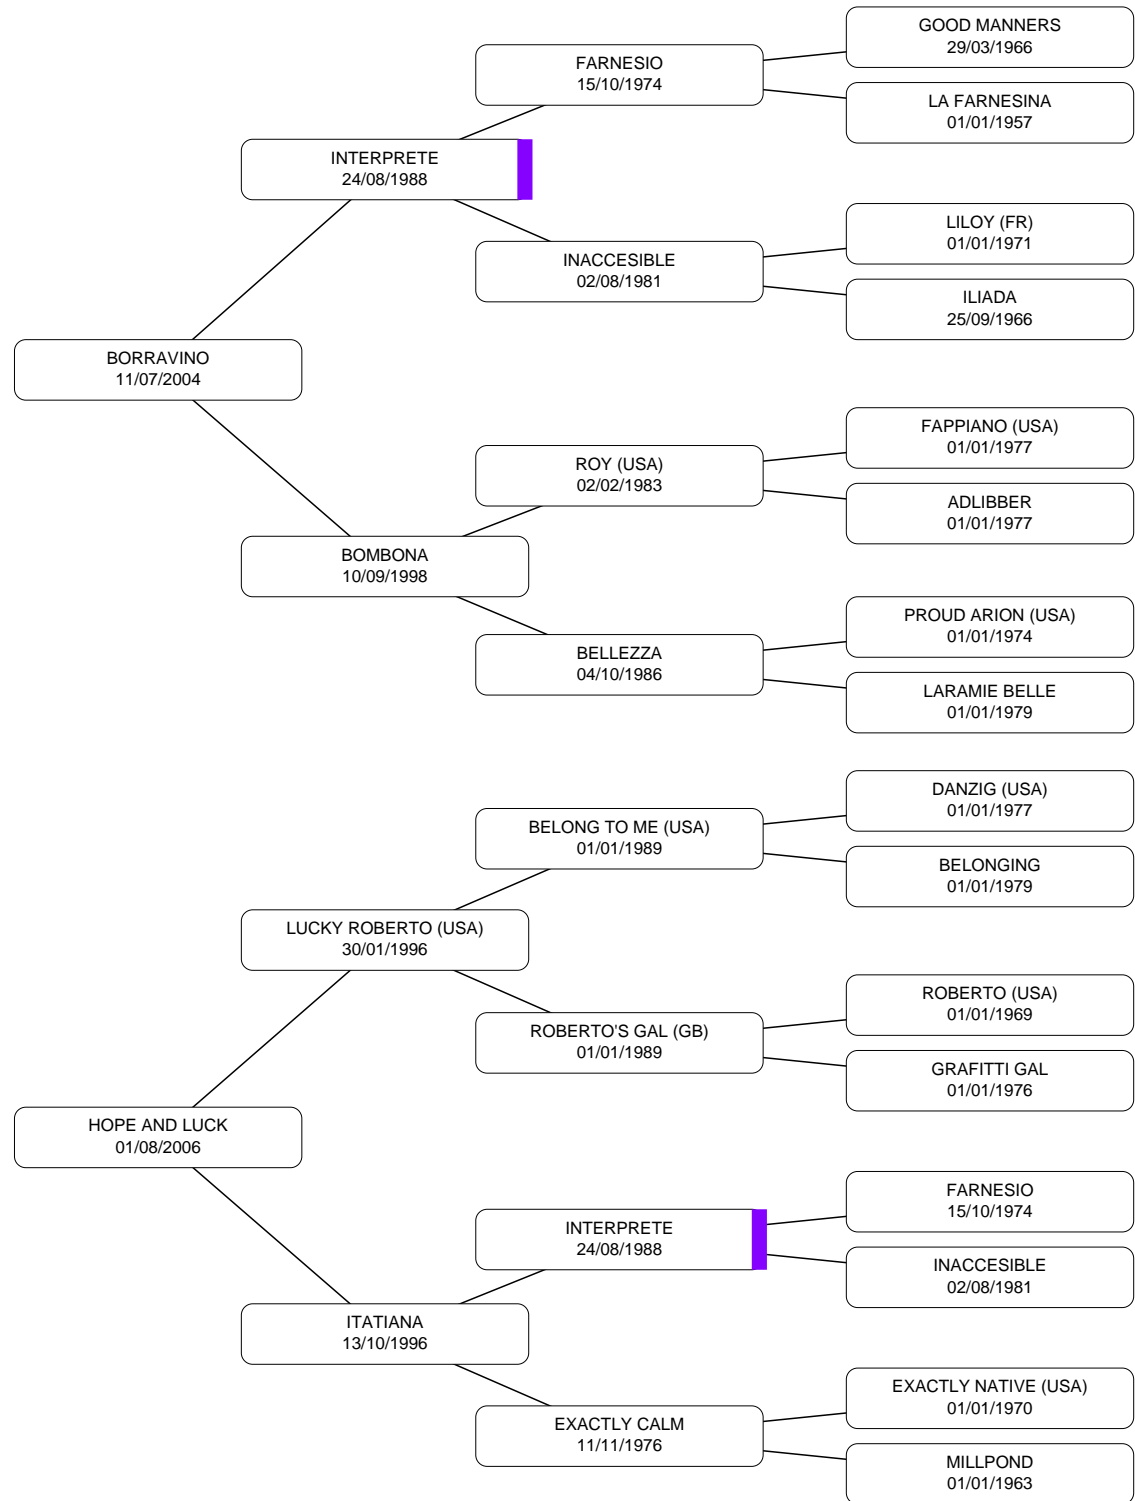 GOOD MANNERS
29/03/1966
FARNESIO
15/10/1974
LA FARNESINA
01/01/1957
INTERPRETE
24/08/1988
LILOY (FR)
01/01/1971
INACCESIBLE
02/08/1981
ILIADA
25/09/1966
BORRAVINO
11/07/2004
FAPPIANO (USA)
01/01/1977
ROY (USA)
02/02/1983
ADLIBBER
01/01/1977
BOMBONA
10/09/1998
PROUD ARION (USA)
01/01/1974
BELLEZZA
04/10/1986
LARAMIE BELLE
01/01/1979
DANZIG (USA)
01/01/1977
BELONG TO ME (USA)
01/01/1989
BELONGING
01/01/1979
LUCKY ROBERTO (USA)
30/01/1996
ROBERTO (USA)
01/01/1969
ROBERTO'S GAL (GB)
01/01/1989
GRAFITTI GAL
01/01/1976
HOPE AND LUCK
01/08/2006
FARNESIO
15/10/1974
INTERPRETE
24/08/1988
INACCESIBLE
02/08/1981
ITATIANA
13/10/1996
EXACTLY NATIVE (USA)
01/01/1970
EXACTLY CALM
11/11/1976
MILLPOND
01/01/1963